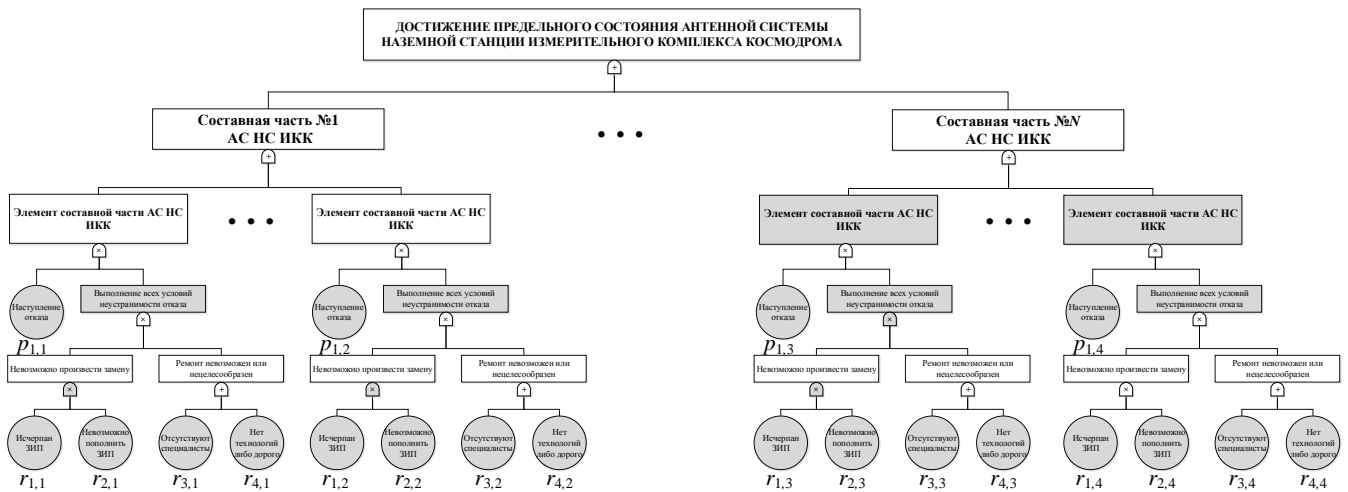 ДОСТИЖЕНИЕ ПРЕДЕЛЬНОГО СОСТОЯНИЯ АНТЕННОЙ СИСТЕМЫ
НАЗЕМНОЙ СТАНЦИИ ИЗМЕРИТЕЛЬНОГО КОМПЛЕКСА КОСМОДРОМА
+
Составная часть №1
АС НС ИКК
+
• • •
Составная часть №N
АС НС ИКК
+
Элемент составной части АС НС
ИКК
×
• • •
Элемент составной части АС НС
ИКК
×
Элемент составной части АС НС
ИКК
×
• • •
Элемент составной части АС НС
ИКК
×
Наступление
отказа
p1,1
Выполнение всех условий
неустранимости отказа
×
Наступление
отказа
p1,2
Выполнение всех условий
неустранимости отказа
×
Наступление
отказа
p1,3
Выполнение всех условий
неустранимости отказа
×
Наступление
отказа
p1,4
Выполнение всех условий
неустранимости отказа
×
Невозможно произвести замену
×
Ремонт невозможен или
нецелесообразен
+
Невозможно произвести замену
×
Ремонт невозможен или
нецелесообразен
+
Невозможно произвести замену
×
Ремонт невозможен или
нецелесообразен
+
Невозможно произвести замену
×
Ремонт невозможен или
нецелесообразен
+
Исчерпан
ЗИП
r1,1
Невозможно
пополнить
ЗИП
r2,1
Отсутствуют
специалисты
r3,1
Нет
технологий
либо дорого
r4,1
Исчерпан
ЗИП
r1,2
Невозможно
пополнить
ЗИП
r2,2
Отсутствуют
специалисты
r3,2
Нет
технологий
либо дорого
r4,2
Исчерпан
ЗИП
r1,3
Невозможно
пополнить
ЗИП
r2,3
Отсутствуют
специалисты
r3,3
Нет
технологий
либо дорого
r4,3
Исчерпан
ЗИП
r1,4
Невозможно
пополнить
ЗИП
r2,4
Отсутствуют
специалисты
r3,4
Нет
технологий
либо дорого
r4,4